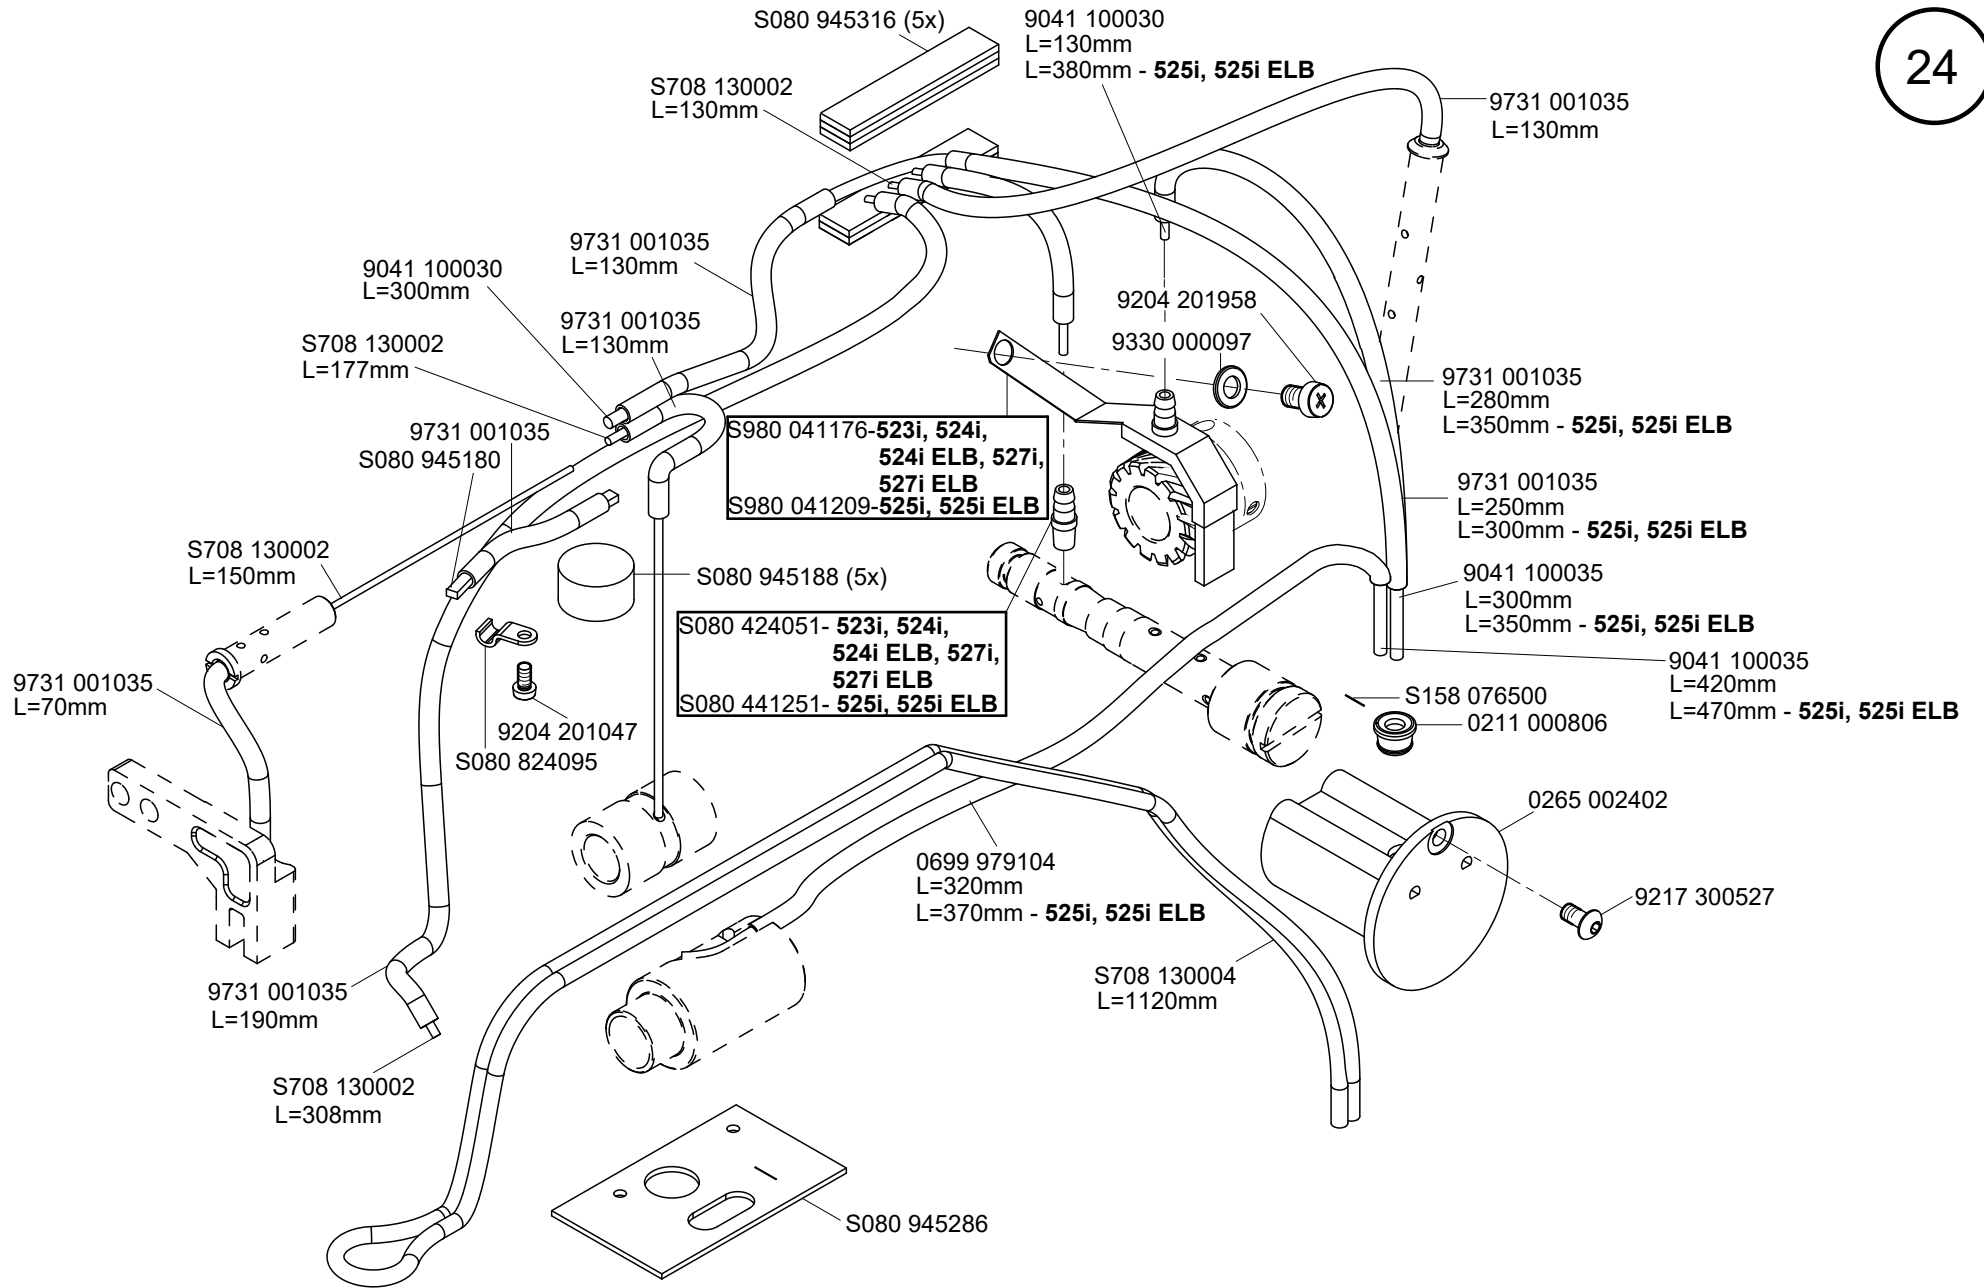 24
S080 945316 (5x)
9041 100030
L=130mm
L=380mm - 525i, 525i ELB
S708 130002
L=130mm
9731 001035
L=130mm
9731 001035
L=130mm
9041 100030
L=300mm
9731 001035
L=130mm
S708 130002
L=177mm
9204 201958
9330 000097
9731 001035
L=280mm
L=350mm - 525i, 525i ELB
9731 001035
S080 945180
S980 041176-523i, 524i,
524i ELB, 527i,
527i ELB
S980 041209-525i, 525i ELB
9731 001035
L=250mm
L=300mm - 525i, 525i ELB
S708 130002
L=150mm
S080 945188 (5x)
9041 100035
L=300mm
L=350mm - 525i, 525i ELB
S080 424051- 523i, 524i,
524i ELB, 527i,
527i ELB
S080 441251- 525i, 525i ELB
9041 100035
L=420mm
L=470mm - 525i, 525i ELB
9731 001035
L=70mm
S158 076500
0211 000806
9204 201047
S080 824095
0265 002402
0699 979104
L=320mm
L=370mm - 525i, 525i ELB
9217 300527
9731 001035
L=190mm
S708 130004
L=1120mm
S708 130002
L=308mm
S080 945286